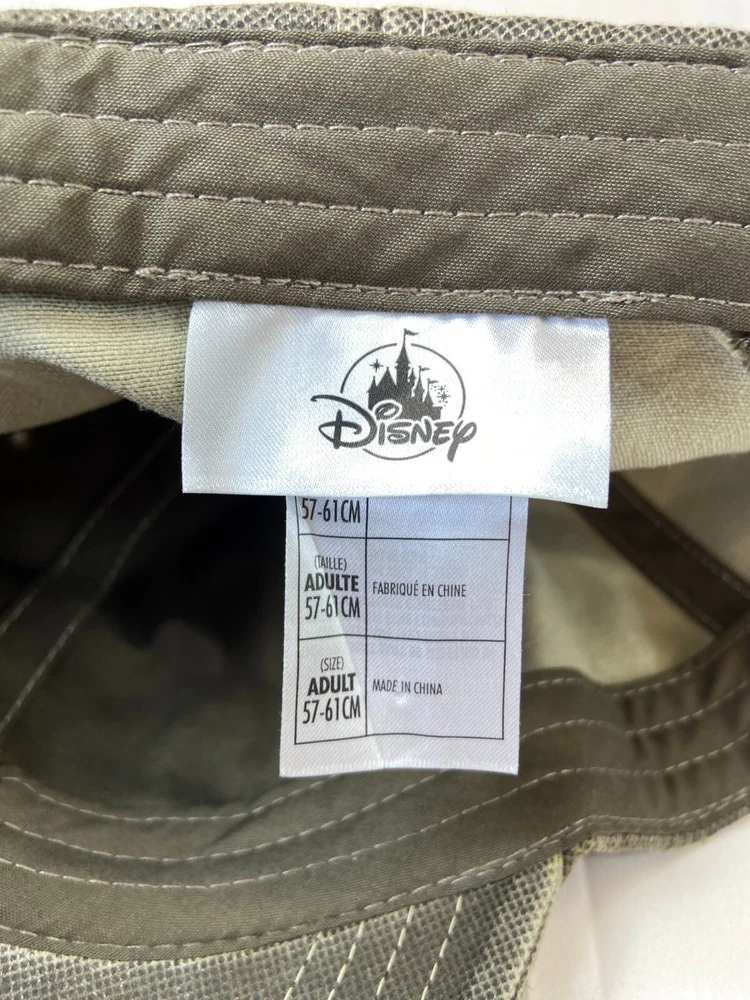 Disney
57-61CM
(TAILLE)
ADULTE
57-61CM
FABRIQUÉ EN CHINE
(SIZE)
ADULT
57-61CM
MADE IN CHINA